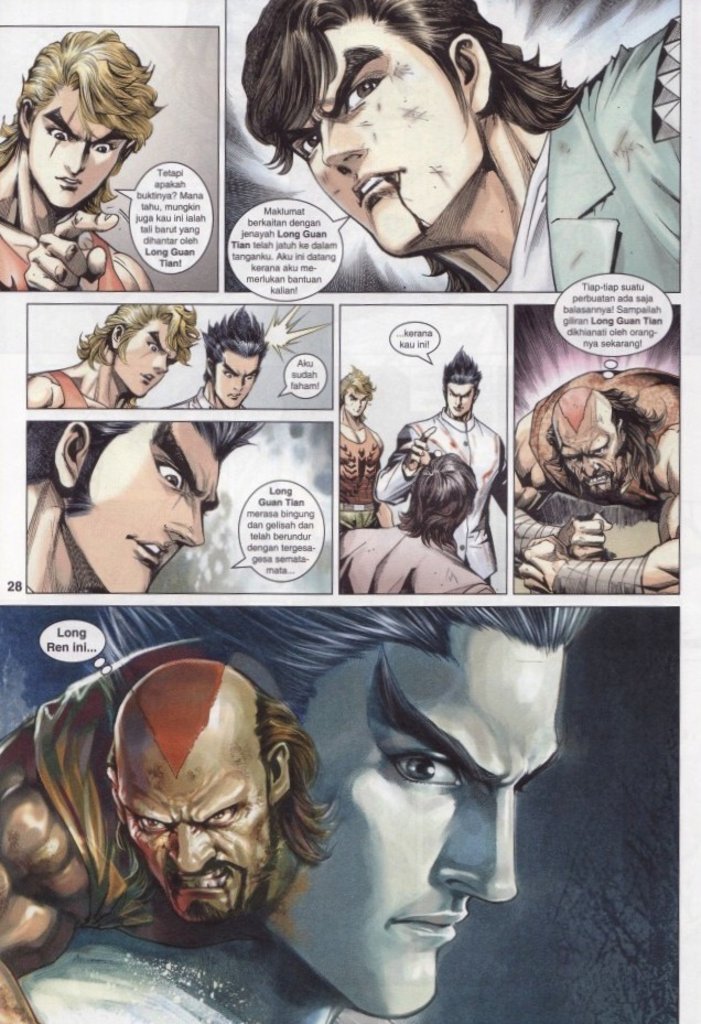 Tetapi
apakah
buktinya? Mana
tahu, mungkin
juga kau ini ialah
tali barut yang
dihantar oleh
Long Guan
Tian!
Maklumat
berkaitan dengan
jenayah Long Guan
Tian telah jatuh ke dalam
tanganku. Aku ini datang
kerana aku me-
merlukan bantuan
kalian!
Aku
sudah
faham!
...kerana
kau ini!
Tiap-tiap suatu
perbuatan ada saja
balasannya! Sampailah
giliran Long Guan Tian
dikhianati oleh orang-
nya sekarang!
Long
Guan Tian
merasa bingung
dan gelisah dan
telah berundur
dengan tergesa-
gesa semata-
mata...
28
Long
Ren ini...